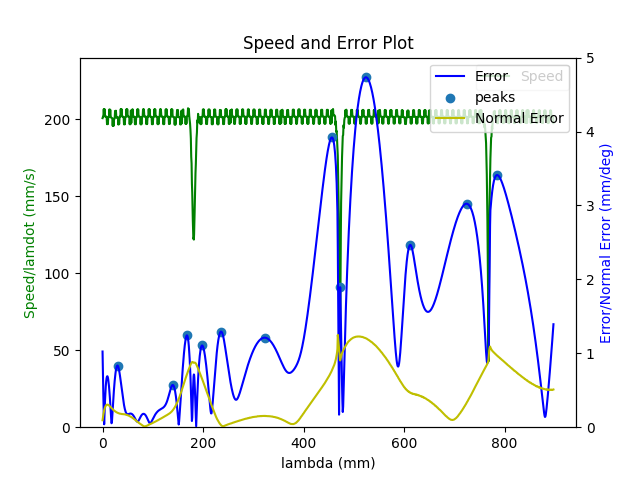 Speed and Error Plot
Error
Speed
peaks
Normal Error
Speed/lamdot (mm/s)
200
150
100
50
0
5
4
3
2
1
0
Error/Normal Error (mm/deg)
0
200
400
600
800
lambda (mm)